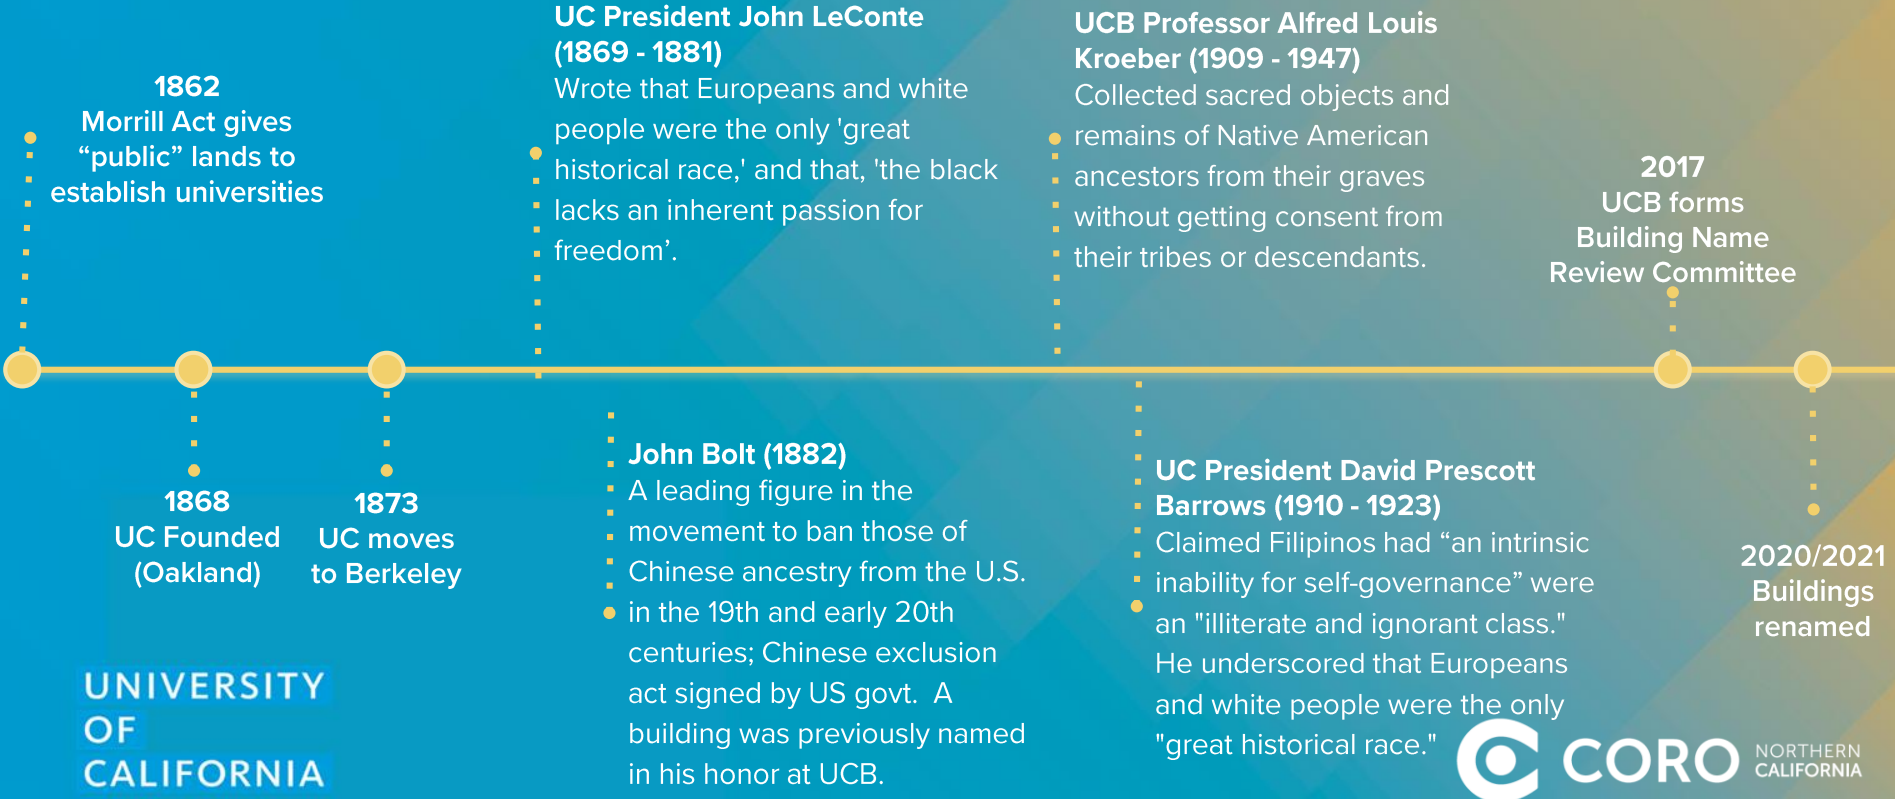 1862
Morrill Act gives
“public” lands to
establish universities
UC President John LeConte
(1869 - 1881)
Wrote that Europeans and white
people were the only 'great
historical race,' and that, 'the black
lacks an inherent passion for
freedom’.
UCB Professor Alfred Louis
Kroeber (1909 - 1947)
Collected sacred objects and
remains of Native American
ancestors from their graves
without getting consent from
their tribes or descendants.
2017
UCB forms
Building Name
Review Committee
1868
UC Founded
(Oakland)
1873
UC moves
to Berkeley
John Bolt (1882)
A leading figure in the
movement to ban those of
Chinese ancestry from the U.S.
in the 19th and early 20th
centuries; Chinese exclusion
act signed by US govt.  A
building was previously named
in his honor at UCB.
UC President David Prescott
Barrows (1910 - 1923)
Claimed Filipinos had “an intrinsic
inability for self-governance” were
an "illiterate and ignorant class."
He underscored that Europeans
and white people were the only
"great historical race."
2020/2021
Buildings
renamed
UNIVERSITY
OF
CALIFORNIA
CORO
NORTHERN
CALIFORNIA